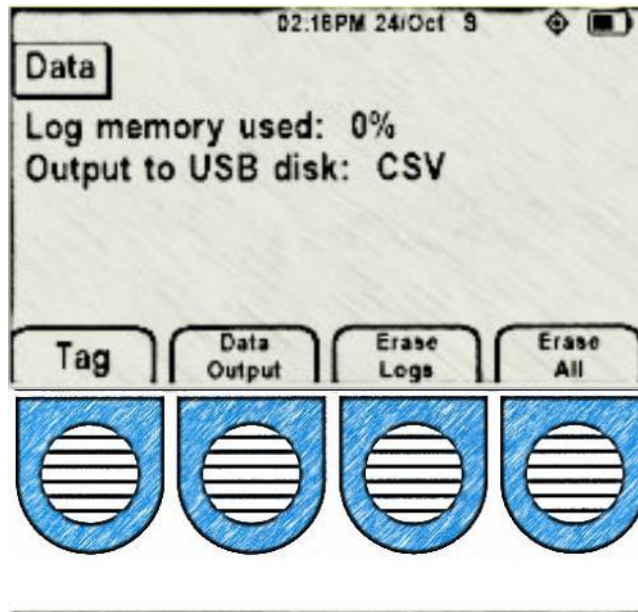 02:16PM 24/Oct S
Data
Log memory used: 0%
Output to USB disk: CSV
Tag
Data
Output
Erase
Logs
Erase
All